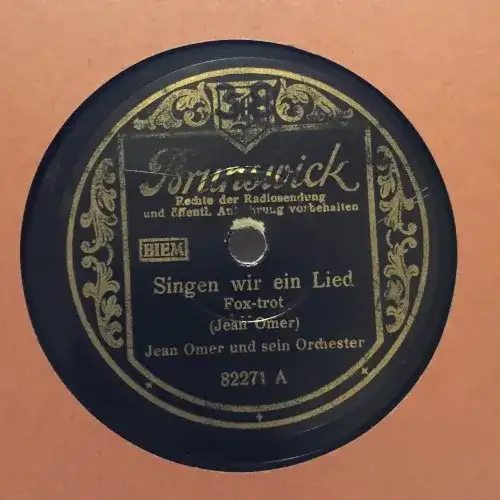 Brunswick
Rechte der Radiosendung
und öffentl. vorbehalten
BIEM
Singen wir ein Lied
Fox-trot
(Jean Omer)
Jean Omer und sein Orchester
82271 A